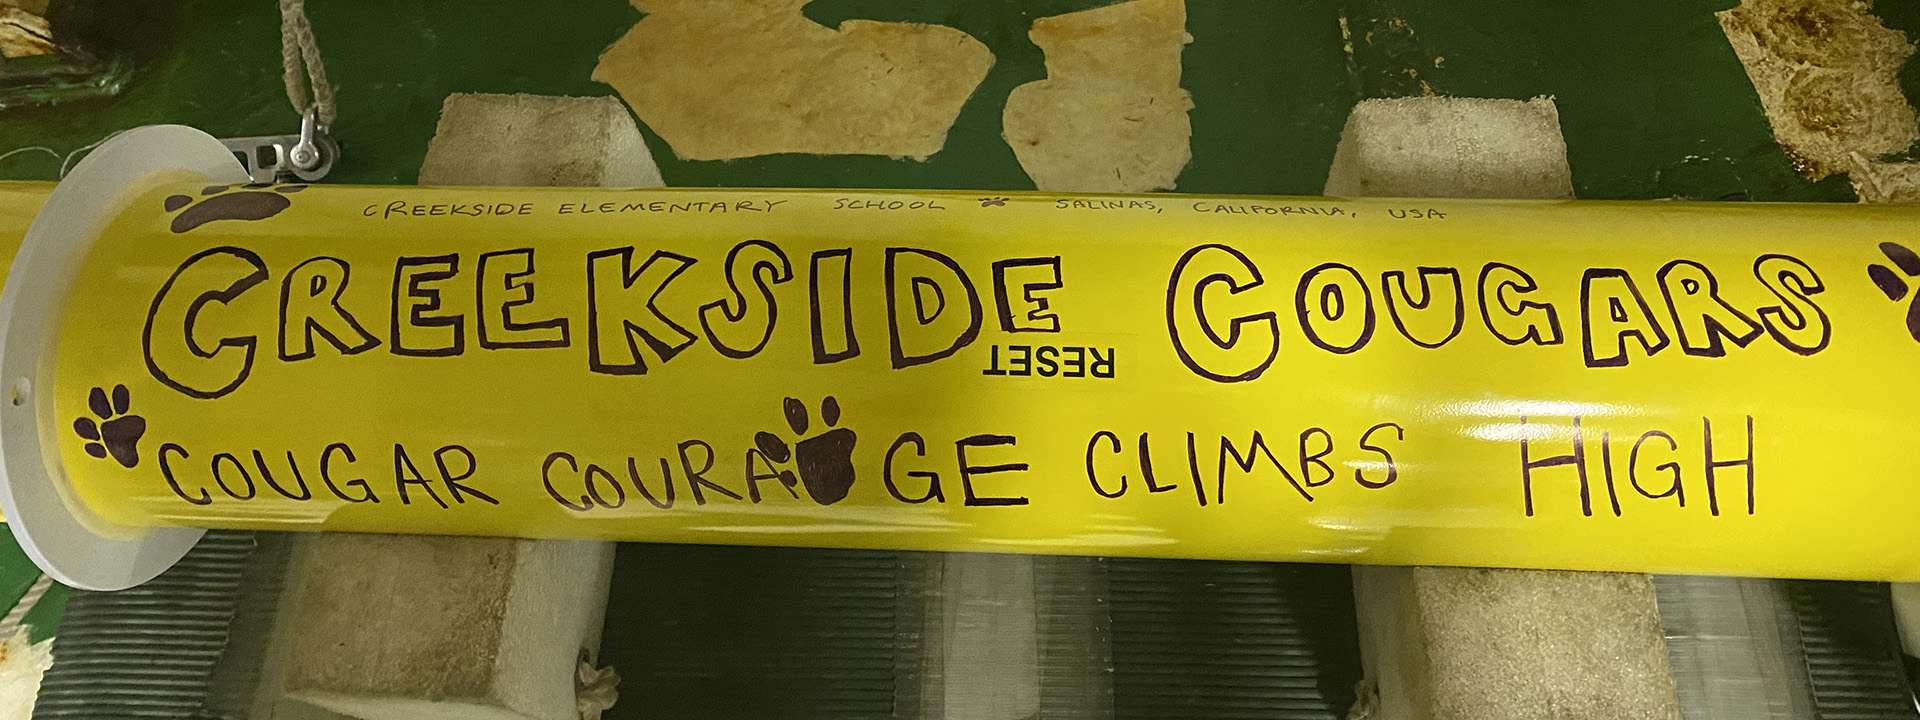 CREEKSIDE ELEMENTARY SCHOOL SALINAS, CALIFORNIA, USA
CREEKSIDE COUGARS
RESET
COUGAR COURAGE CLIMBS HIGH